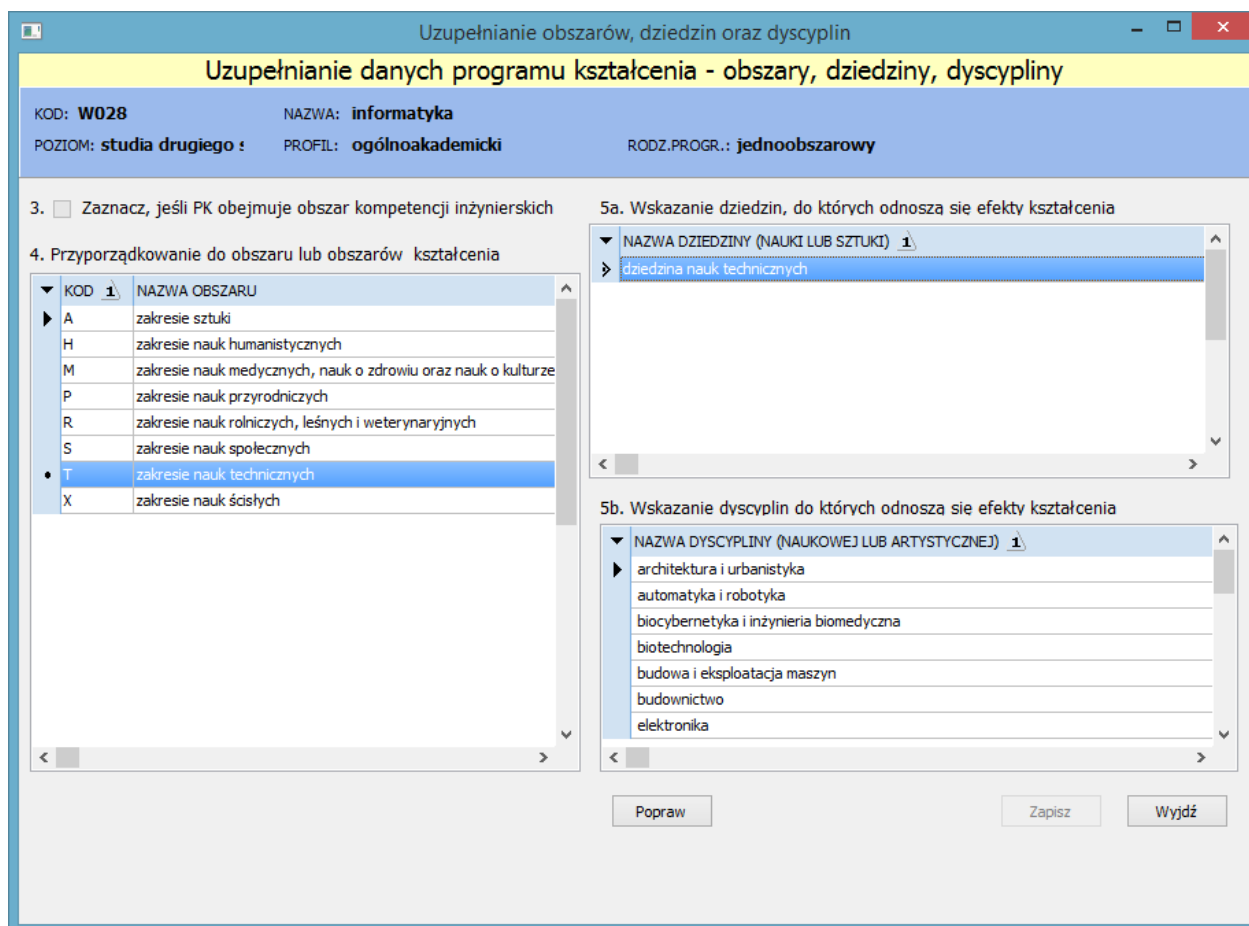 Uzupełnianie obszarów, dziedzin oraz dyscyplin
Uzupełnianie danych programu kształcenia - obszary, dziedziny, dyscypliny
KOD: W028 NAZWA: informatyka
POZIOM: studia drugiego s PROFIL: ogólnoakademicki RODZ.PROGR.: jednoobszarowy
3. Zaznacz, jeśli PK obejmuje obszar kompetencji inżynierskich
4. Przyporządkowanie do obszaru lub obszarów kształcenia
KOD 1 NAZWA OBSZARU
A zakresie sztuki
H zakresie nauk humanistycznych
M zakresie nauk medycznych, nauk o zdrowiu oraz nauk o kulturze
P zakresie nauk przyrodniczych
R zakresie nauk rolniczych, leśnych i weterynaryjnych
S zakresie nauk społecznych
T zakresie nauk technicznych
X zakresie nauk ścisłych
5a. Wskazanie dziedzin, do których odnoszą się efekty kształcenia
NAZWA DZIEDZINY (NAUKI LUB SZTUKI) 1
dziedzina nauk technicznych
5b. Wskazanie dyscyplin do których odnoszą się efekty kształcenia
NAZWA DYSCYPLINY (NAUKOWEJ LUB ARTYSTYCZNEJ) 1
architektura i urbanistyka
automatyka i robotyka
biocybernetyka i inżynieria biomedyczna
biotechnologia
budowa i eksploatacja maszyn
budownictwo
elektronika
Popraw Zapisz Wyjdź